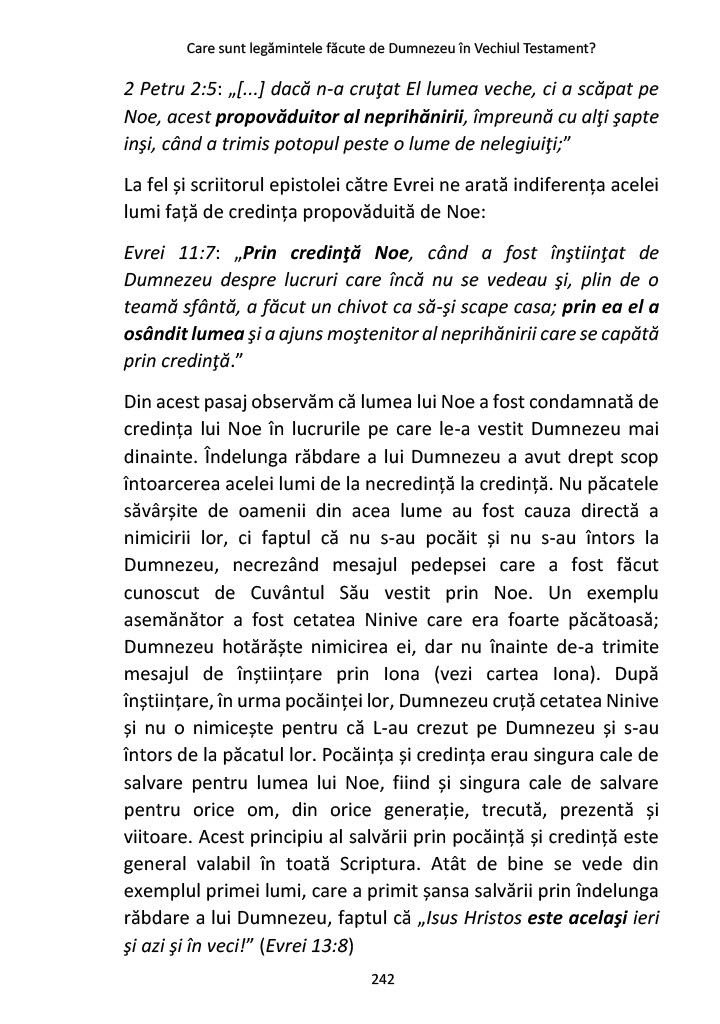 Care sunt legămintele făcute de Dumnezeu în Vechiul Testament?
2 Petru 2:5: „[...] dacă n-a cruţat El lumea veche, ci a scăpat pe
Noe, acest propovăduitor al neprihănirii, împreună cu alţi şapte
inşi, când a trimis potopul peste o lume de nelegiuiţi;”
La fel și scriitorul epistolei către Evrei ne arată indiferența acelei
lumi față de credința propovăduită de Noe:
Evrei 11:7: „Prin credinţă Noe, când a fost înştiinţat de
Dumnezeu despre lucruri care încă nu se vedeau şi, plin de o
teamă sfântă, a făcut un chivot ca să-şi scape casa; prin ea el a
osândit lumea şi a ajuns moştenitor al neprihănirii care se capătă
prin credinţă.”
Din acest pasaj observăm că lumea lui Noe a fost condamnată de
credința lui Noe în lucrurile pe care le-a vestit Dumnezeu mai
dinainte. Îndelunga răbdare a lui Dumnezeu a avut drept scop
întoarcerea acelei lumi de la necredință la credință. Nu păcatele
săvârșite de oamenii din acea lume au fost cauza directă a
nimicirii lor, ci faptul că nu s-au pocăit și nu s-au întors la
Dumnezeu, necrezând mesajul pedepsei care a fost făcut
cunoscut de Cuvântul Său vestit prin Noe. Un exemplu
asemănător a fost cetatea Ninive care era foarte păcătoasă;
Dumnezeu hotărăște nimicirea ei, dar nu înainte de-a trimite
mesajul de înștiințare prin Iona (vezi cartea Iona). După
înștiințare, în urma pocăinței lor, Dumnezeu cruță cetatea Ninive
și nu o nimicește pentru că L-au crezut pe Dumnezeu și s-au
întors de la păcatul lor. Pocăința și credința erau singura cale de
salvare pentru lumea lui Noe, fiind și singura cale de salvare
pentru orice om, din orice generație, trecută, prezentă și
viitoare. Acest principiu al salvării prin pocăință și credință este
general valabil în toată Scriptura. Atât de bine se vede din
exemplul primei lumi, care a primit șansa salvării prin îndelunga
răbdare a lui Dumnezeu, faptul că „Isus Hristos este acelaşi ieri
şi azi şi în veci!” (Evrei 13:8)
242